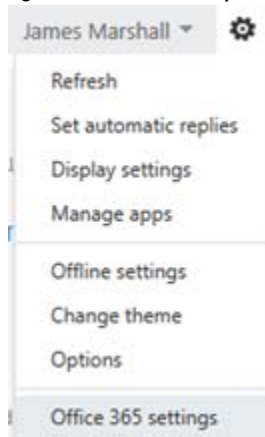 James Marshall
Refresh
Set automatic replies
Display settings
Manage apps
Offline settings
Change theme
Options
Office 365 settings